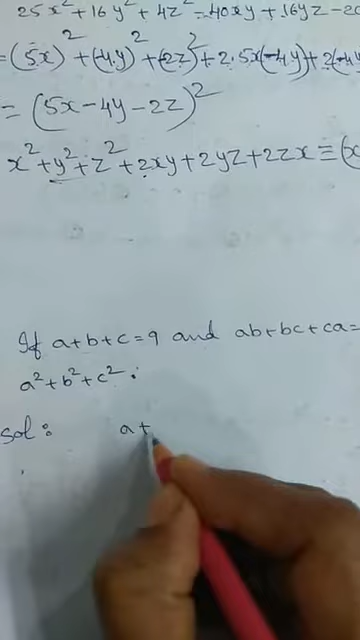 25x² + 16y² + 4z² - 40xy + 16yz - 20
= (5x)² + (-4y)² + (-2z)² + 2·5x(-4y) + 2(-4y
= (5x - 4y - 2z)²
x² + y² + z² + 2xy + 2yz + 2zx ≡ (x
If a+b+c = 9 and ab+bc+ca =
a² + b² + c².
Sol: a +